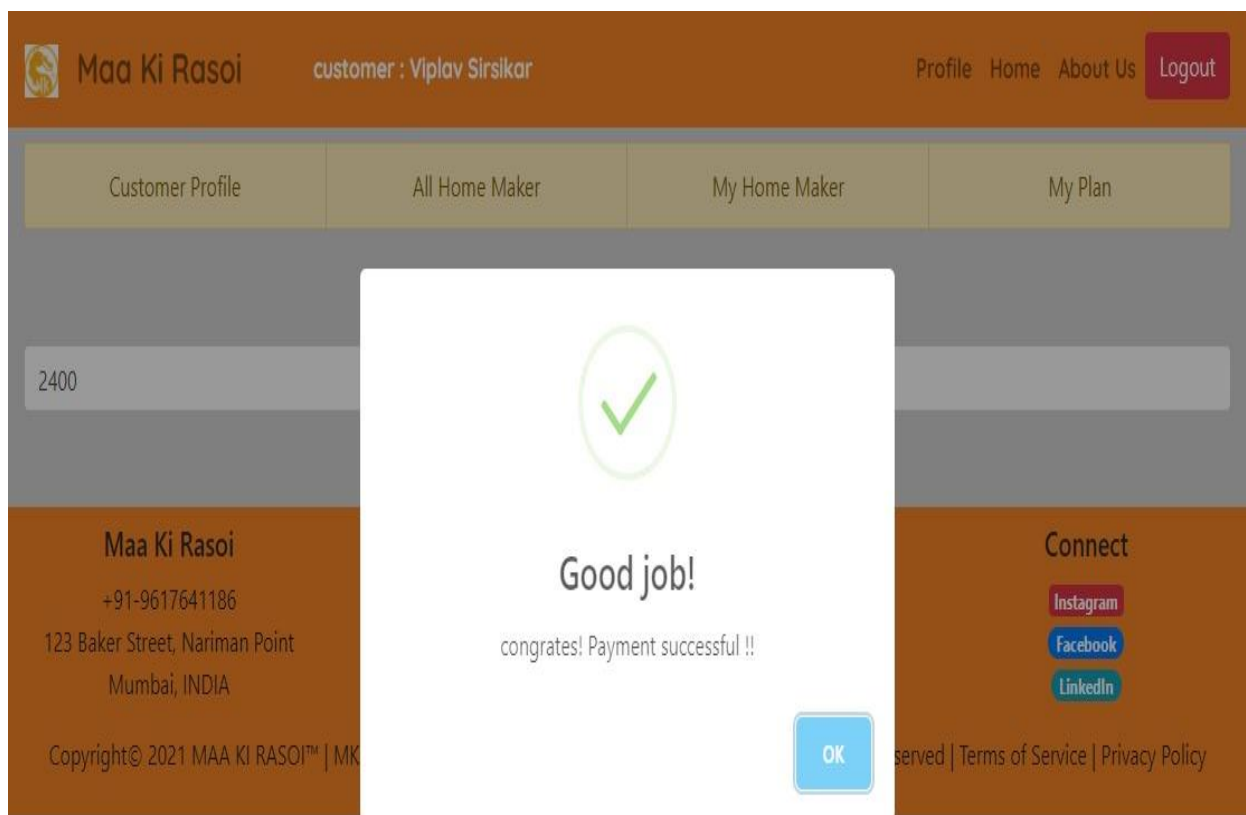 Maa Ki Rasoi customer : Viplav Sirsikar Profile Home About Us Logout
Customer Profile All Home Maker My Home Maker My Plan
2400
Good job!
congrates! Payment successful !!
OK
Maa Ki Rasoi
+91-9617641186
123 Baker Street, Nariman Point
Mumbai, INDIA
Connect
Instagram
Facebook
LinkedIn
Copyright© 2021 MAA KI RASOI™ | MK served | Terms of Service | Privacy Policy